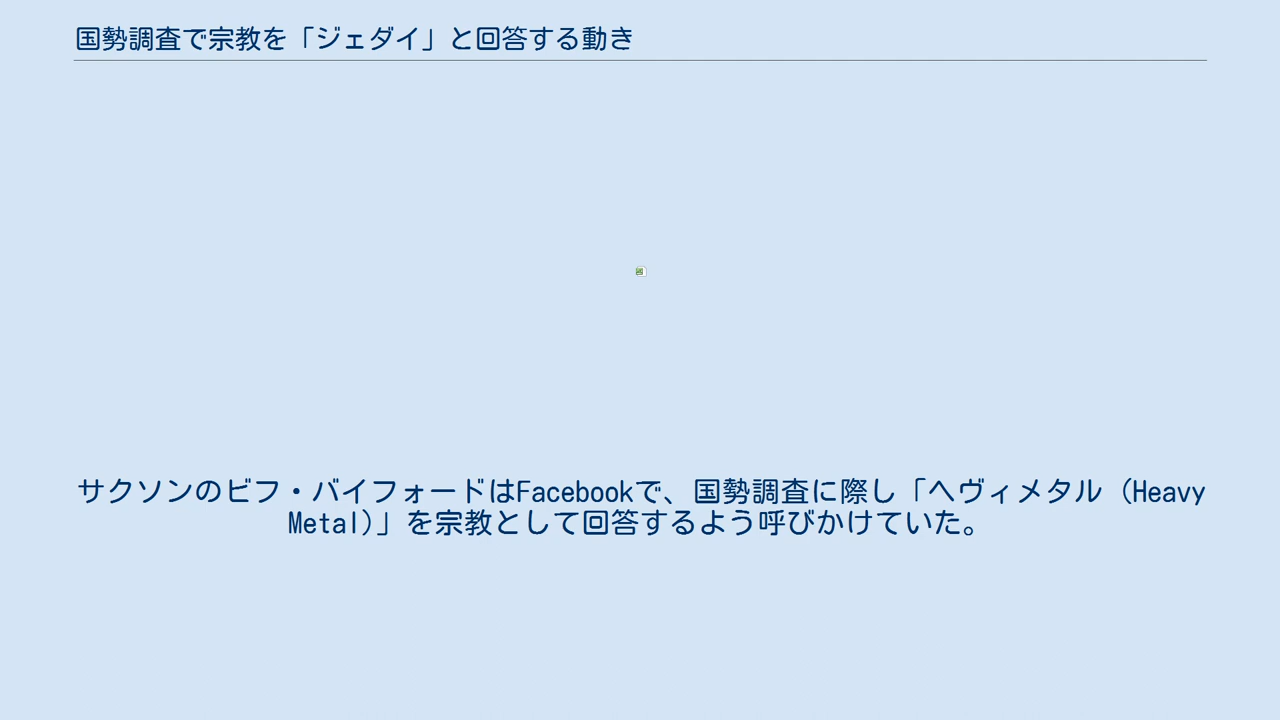 国勢調査で宗教を「ジェダイ」と回答する動き
サクソンのビフ・バイフォードはFacebookで、国勢調査に際し「ヘヴィメタル (Heavy
Metal)」を宗教として回答するよう呼びかけていた。